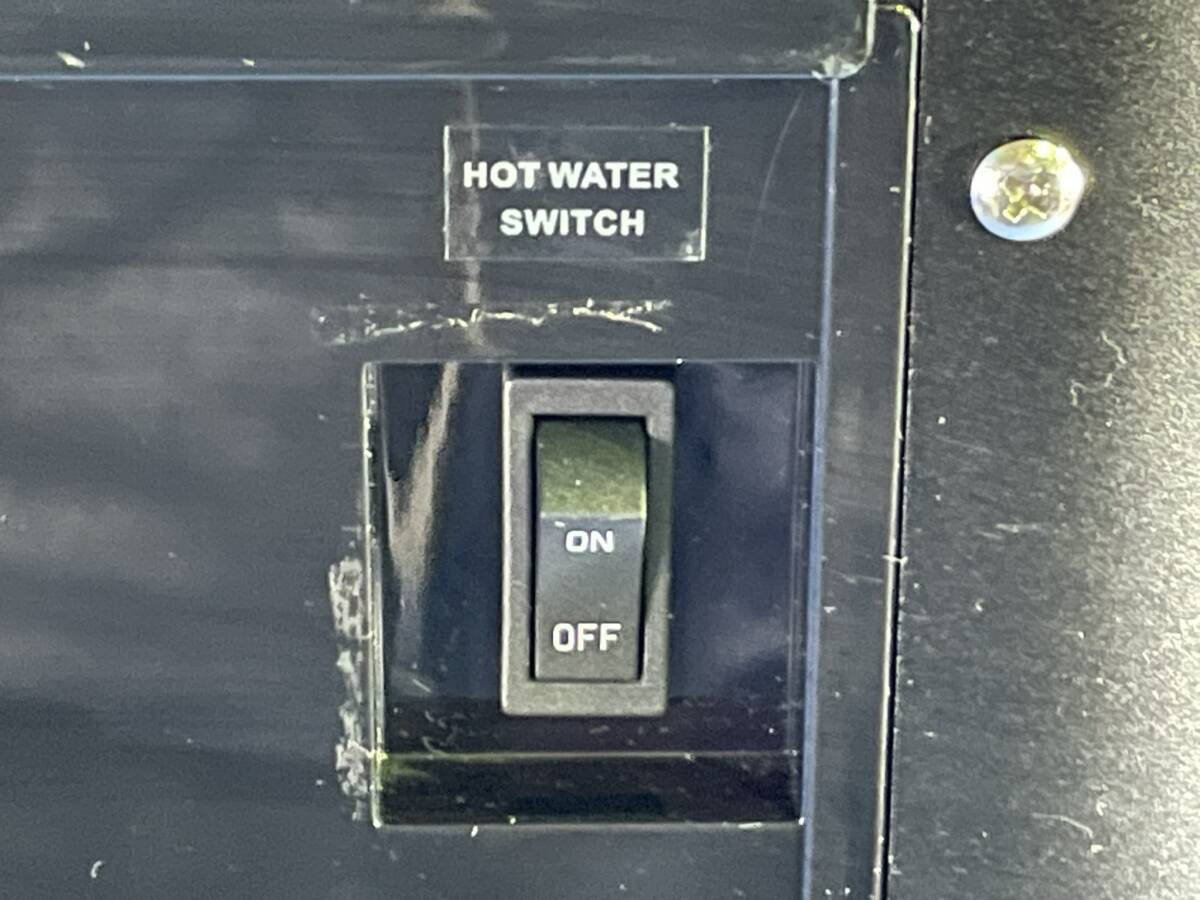 HOT WATER
SWITCH
ON
OFF